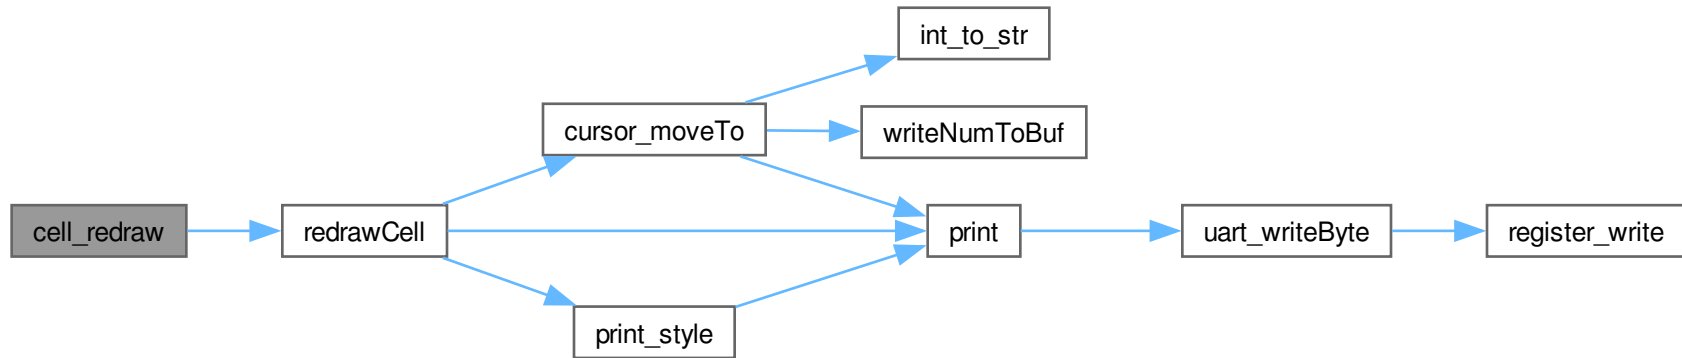 cell_redraw
redrawCell
cursor_moveTo
int_to_str
writeNumToBuf
print
print_style
uart_writeByte
register_write